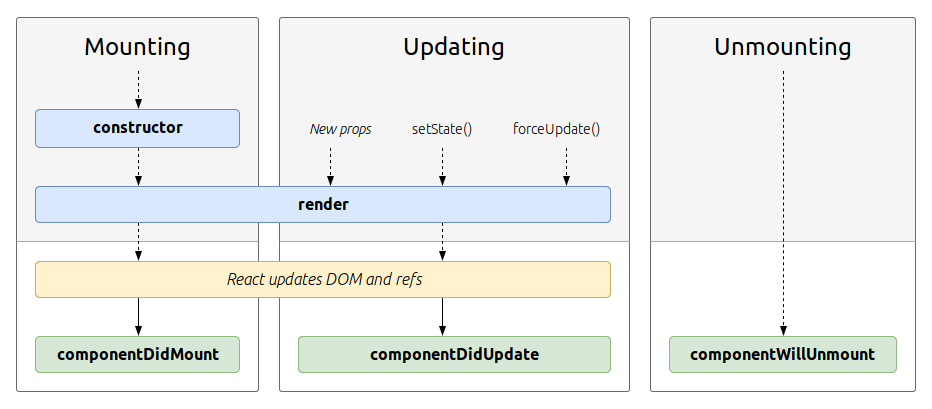 Mounting
Updating
Unmounting
constructor
New props
setState()
forceUpdate()
render
React updates DOM and refs
componentDidMount
componentDidUpdate
componentWillUnmount